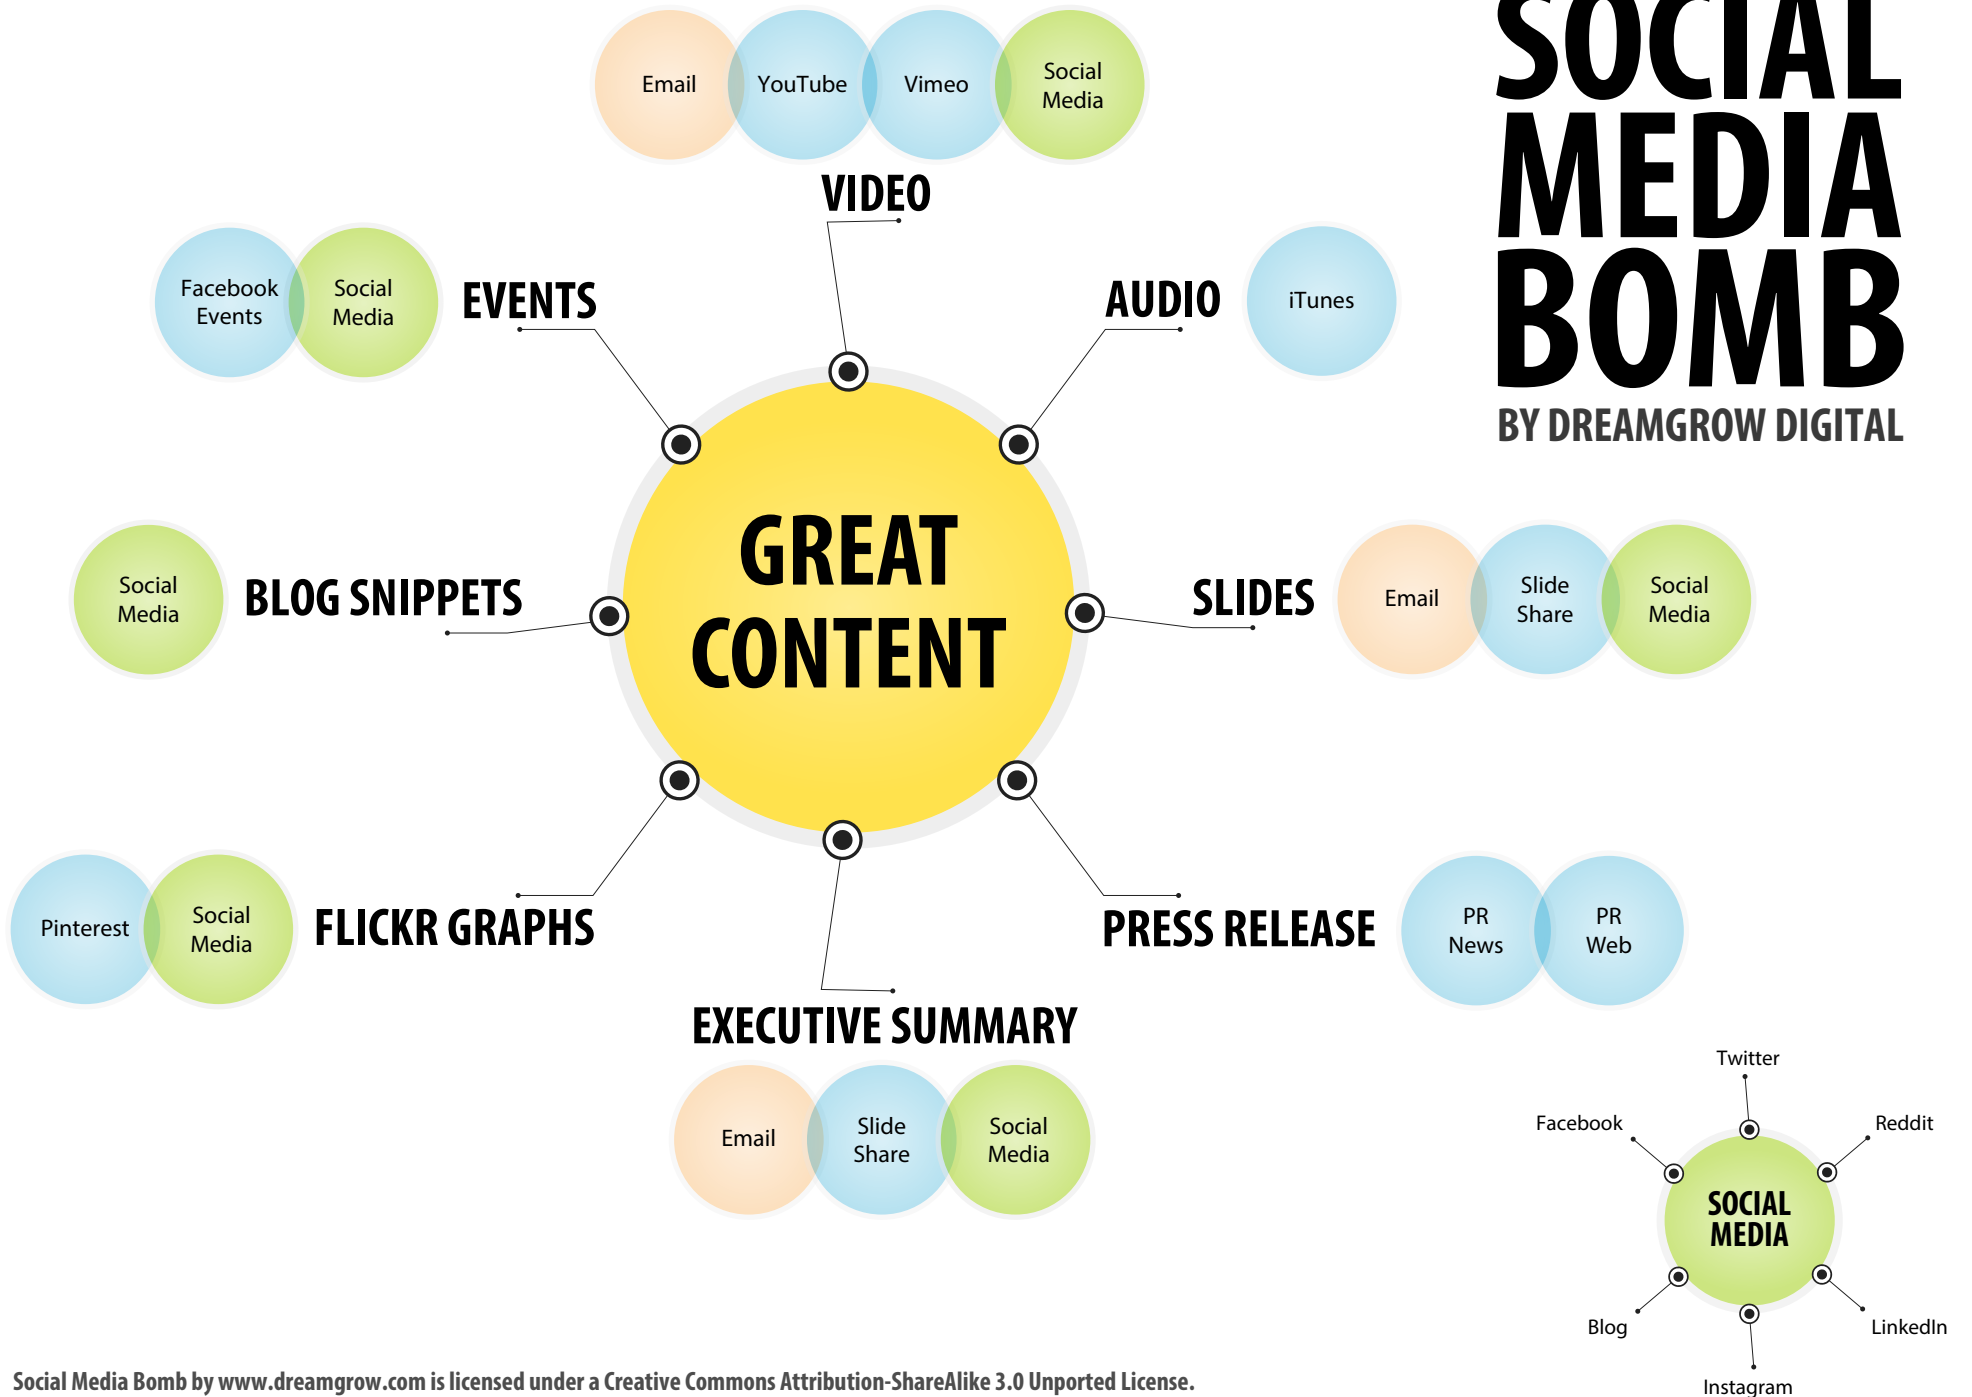 SOCIAL
MEDIA
BOMB
BY DREAMGROW DIGITAL
Email
YouTube
Vimeo
Social
Media
VIDEO
Facebook
Events
Social
Media
EVENTS
AUDIO
iTunes
GREAT
CONTENT
Social
Media
BLOG SNIPPETS
SLIDES
Email
Slide
Share
Social
Media
Pinterest
Social
Media
FLICKR GRAPHS
PRESS RELEASE
PR
News
PR
Web
EXECUTIVE SUMMARY
Email
Slide
Share
Social
Media
Twitter
Facebook
Reddit
SOCIAL
MEDIA
Blog
LinkedIn
Instagram
Social Media Bomb by www.dreamgrow.com is licensed under a Creative Commons Attribution-ShareAlike 3.0 Unported License.